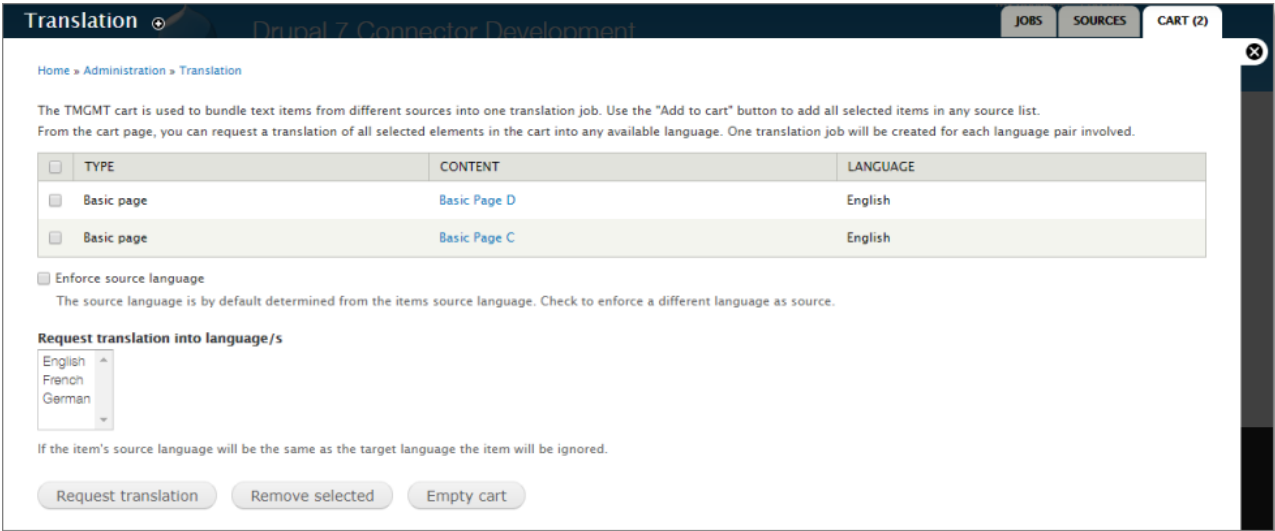 Translation
Drupal 7 Connector Development
JOBS SOURCES CART (2)
Home » Administration » Translation
The TMGMT cart is used to bundle text items from different sources into one translation job. Use the "Add to cart" button to add all selected items in any source list.
From the cart page, you can request a translation of all selected elements in the cart into any available language. One translation job will be created for each language pair involved.
TYPE CONTENT LANGUAGE
Basic page Basic Page D English
Basic page Basic Page C English
Enforce source language
The source language is by default determined from the items source language. Check to enforce a different language as source.
Request translation into language/s
English
French
German
If the item's source language will be the same as the target language the item will be ignored.
Request translation Remove selected Empty cart